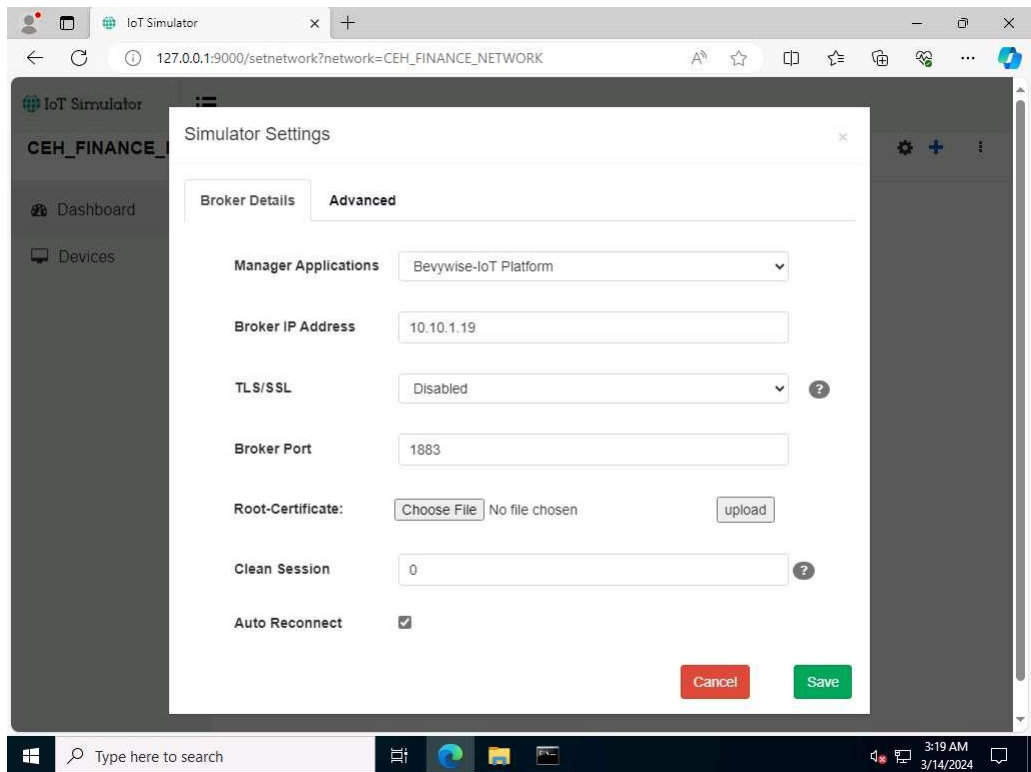 IoT Simulator
127.0.0.1:9000/setnetwork?network=CEH_FINANCE_NETWORK
IoT Simulator
Simulator Settings
CEH_FINANCE_
Broker Details Advanced
Dashboard
Devices
Manager Applications Bevywise-IoT Platform
Broker IP Address 10.10.1.19
TLS/SSL Disabled ?
Broker Port 1883
Root-Certificate: Choose File No file chosen upload
Clean Session 0 ?
Auto Reconnect
Cancel Save
Type here to search
3:19 AM
3/14/2024